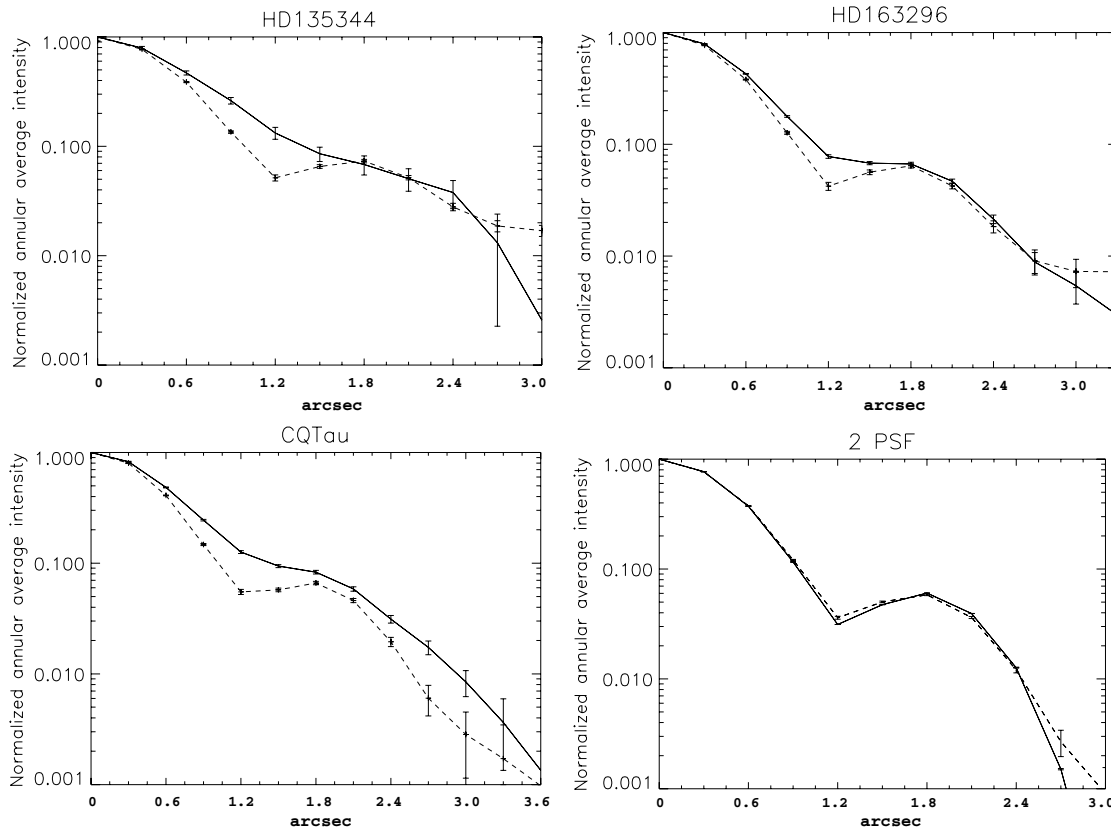 HD135344
Normalized annular average intensity
1.000
0.100
0.010
0.001
0 0.6 1.2 1.8 2.4 3.0
arcsec
HD163296
Normalized annular average intensity
1.000
0.100
0.010
0.001
0 0.6 1.2 1.8 2.4 3.0
arcsec
CQTau
Normalized annular average intensity
1.000
0.100
0.010
0.001
0 0.6 1.2 1.8 2.4 3.0 3.6
arcsec
2 PSF
Normalized annular average intensity
1.000
0.100
0.010
0.001
0 0.6 1.2 1.8 2.4 3.0
arcsec